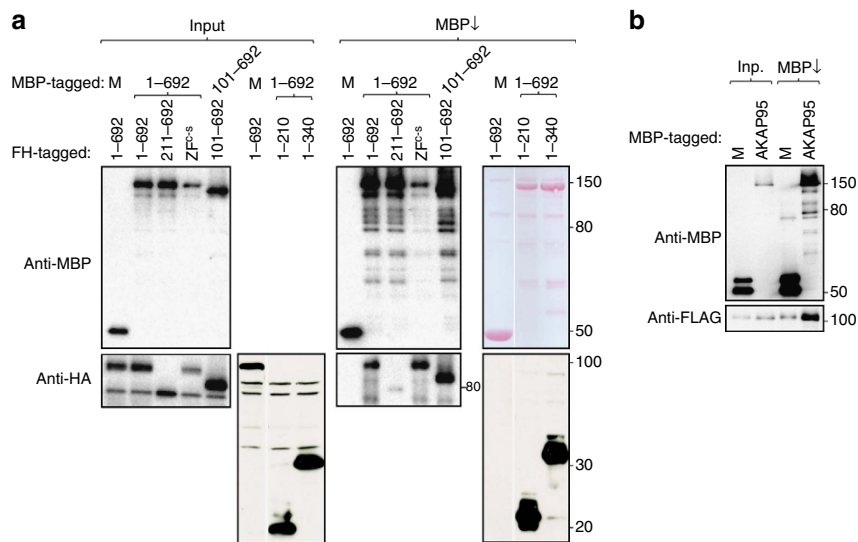 a
Input
MBP↓
MBP-tagged: M 1–692 101–692 M 1–692 M 1–692 101–692 M 1–692
FH-tagged: 1–692 1–692 211–692 ZFᶜ⁻ˢ 101–692 1–692 1–210 1–340 1–692 1–692 211–692 ZFᶜ⁻ˢ 101–692 1–692 1–210 1–340
Anti-MBP
150
80
50
Anti-HA
80
100
30
20
b
Inp. MBP↓
MBP-tagged: M AKAP95 M AKAP95
Anti-MBP
150
80
50
Anti-FLAG
100